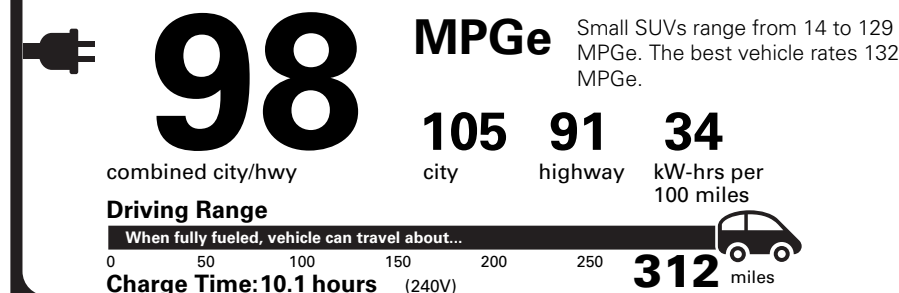 98
MPGe
Small SUVs range from 14 to 129
MPGe. The best vehicle rates 132
MPGe.
combined city/hwy
105
city
91
highway
34
kW-hrs per
100 miles
Driving Range
When fully fueled, vehicle can travel about...
0 50 100 150 200 250 312 miles
Charge Time:10.1 hours (240V)